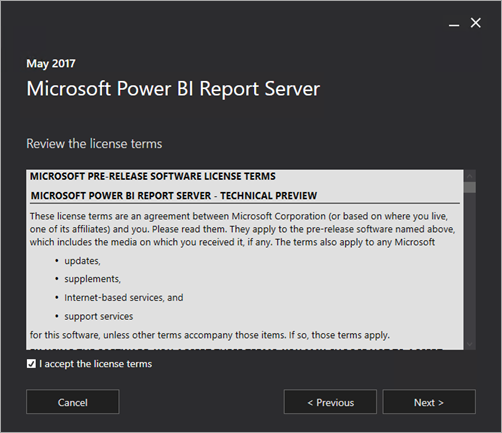 May 2017
Microsoft Power BI Report Server
Review the license terms
MICROSOFT PRE-RELEASE SOFTWARE LICENSE TERMS
MICROSOFT POWER BI REPORT SERVER - TECHNICAL PREVIEW
These license terms are an agreement between Microsoft Corporation (or based on where you live,
one of its affiliates) and you. Please read them. They apply to the pre-release software named above,
which includes the media on which you received it, if any. The terms also apply to any Microsoft
• updates,
• supplements,
• Internet-based services, and
• support services
for this software, unless other terms accompany those items. If so, those terms apply.
I accept the license terms
Cancel
< Previous
Next >